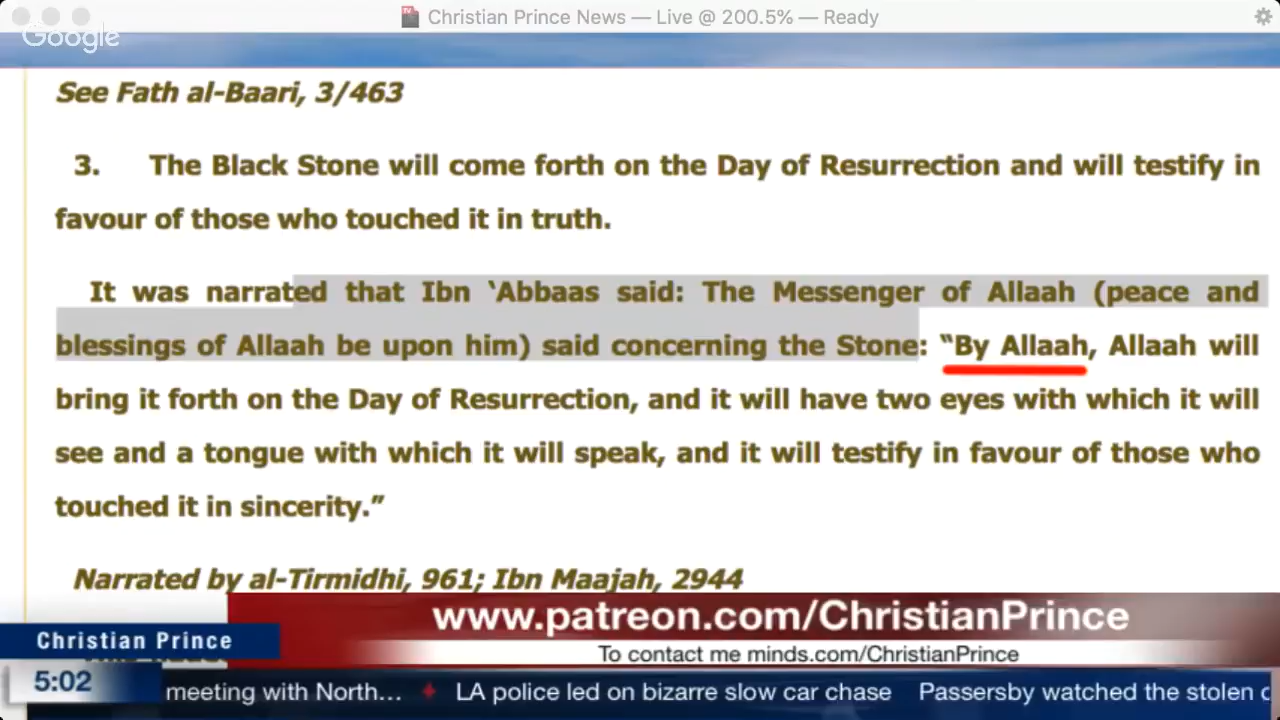 Christian Prince News — Live @ 200.5% — Ready
Google
See Fath al-Baari, 3/463
3. The Black Stone will come forth on the Day of Resurrection and will testify in
favour of those who touched it in truth.
It was narrated that Ibn ‘Abbaas said: The Messenger of Allaah (peace and
blessings of Allaah be upon him) said concerning the Stone: “By Allaah, Allaah will
bring it forth on the Day of Resurrection, and it will have two eyes with which it will
see and a tongue with which it will speak, and it will testify in favour of those who
touched it in sincerity.”
Narrated by al-Tirmidhi, 961; Ibn Maajah, 2944
www.patreon.com/ChristianPrince
Christian Prince
To contact me minds.com/ChristianPrince
5:02
meeting with North... ♦ LA police led on bizarre slow car chase Passersby watched the stolen